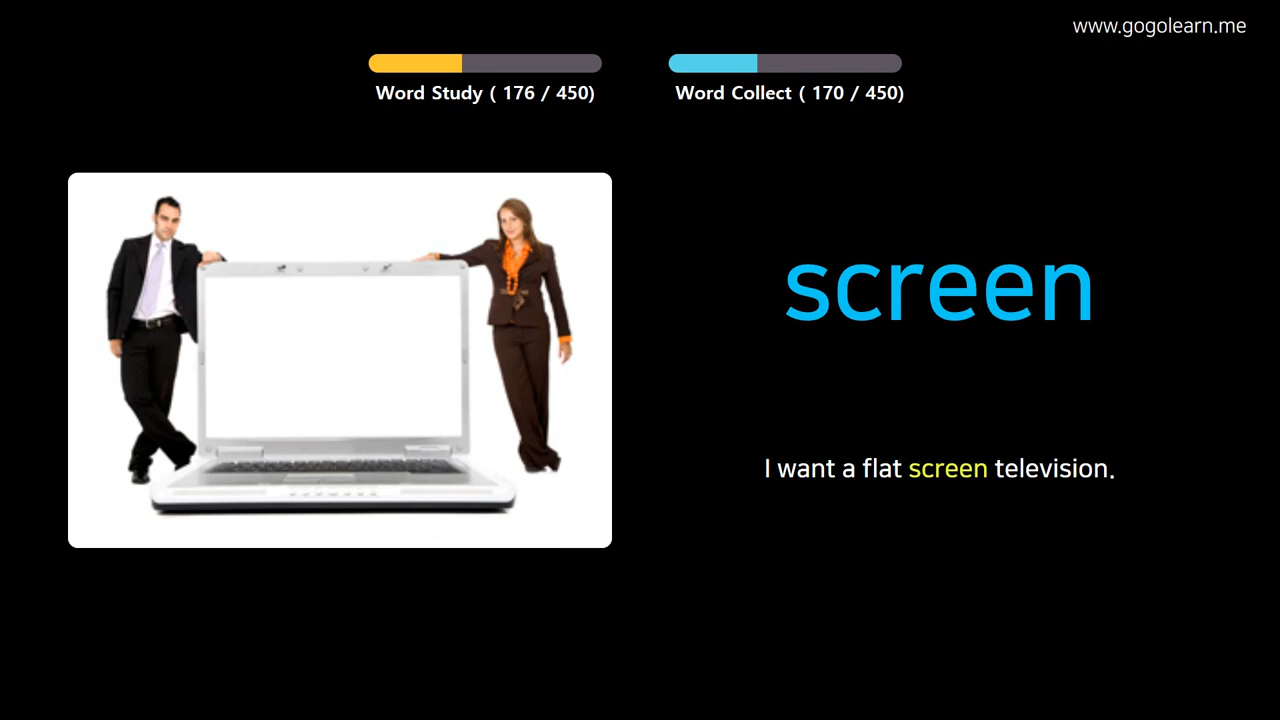 www.gogolearn.me
Word Study ( 176 / 450)
Word Collect ( 170 / 450)
screen
I want a flat screen television.